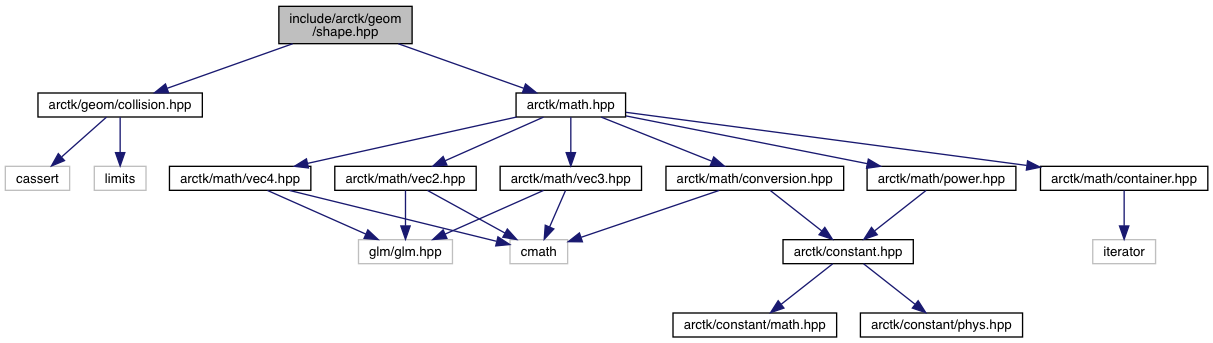 include/arctk/geom
/shape.hpp
arctk/geom/collision.hpp
arctk/math.hpp
cassert
limits
arctk/math/vec4.hpp
arctk/math/vec2.hpp
arctk/math/vec3.hpp
arctk/math/conversion.hpp
arctk/math/power.hpp
arctk/math/container.hpp
glm/glm.hpp
cmath
arctk/constant.hpp
iterator
arctk/constant/math.hpp
arctk/constant/phys.hpp